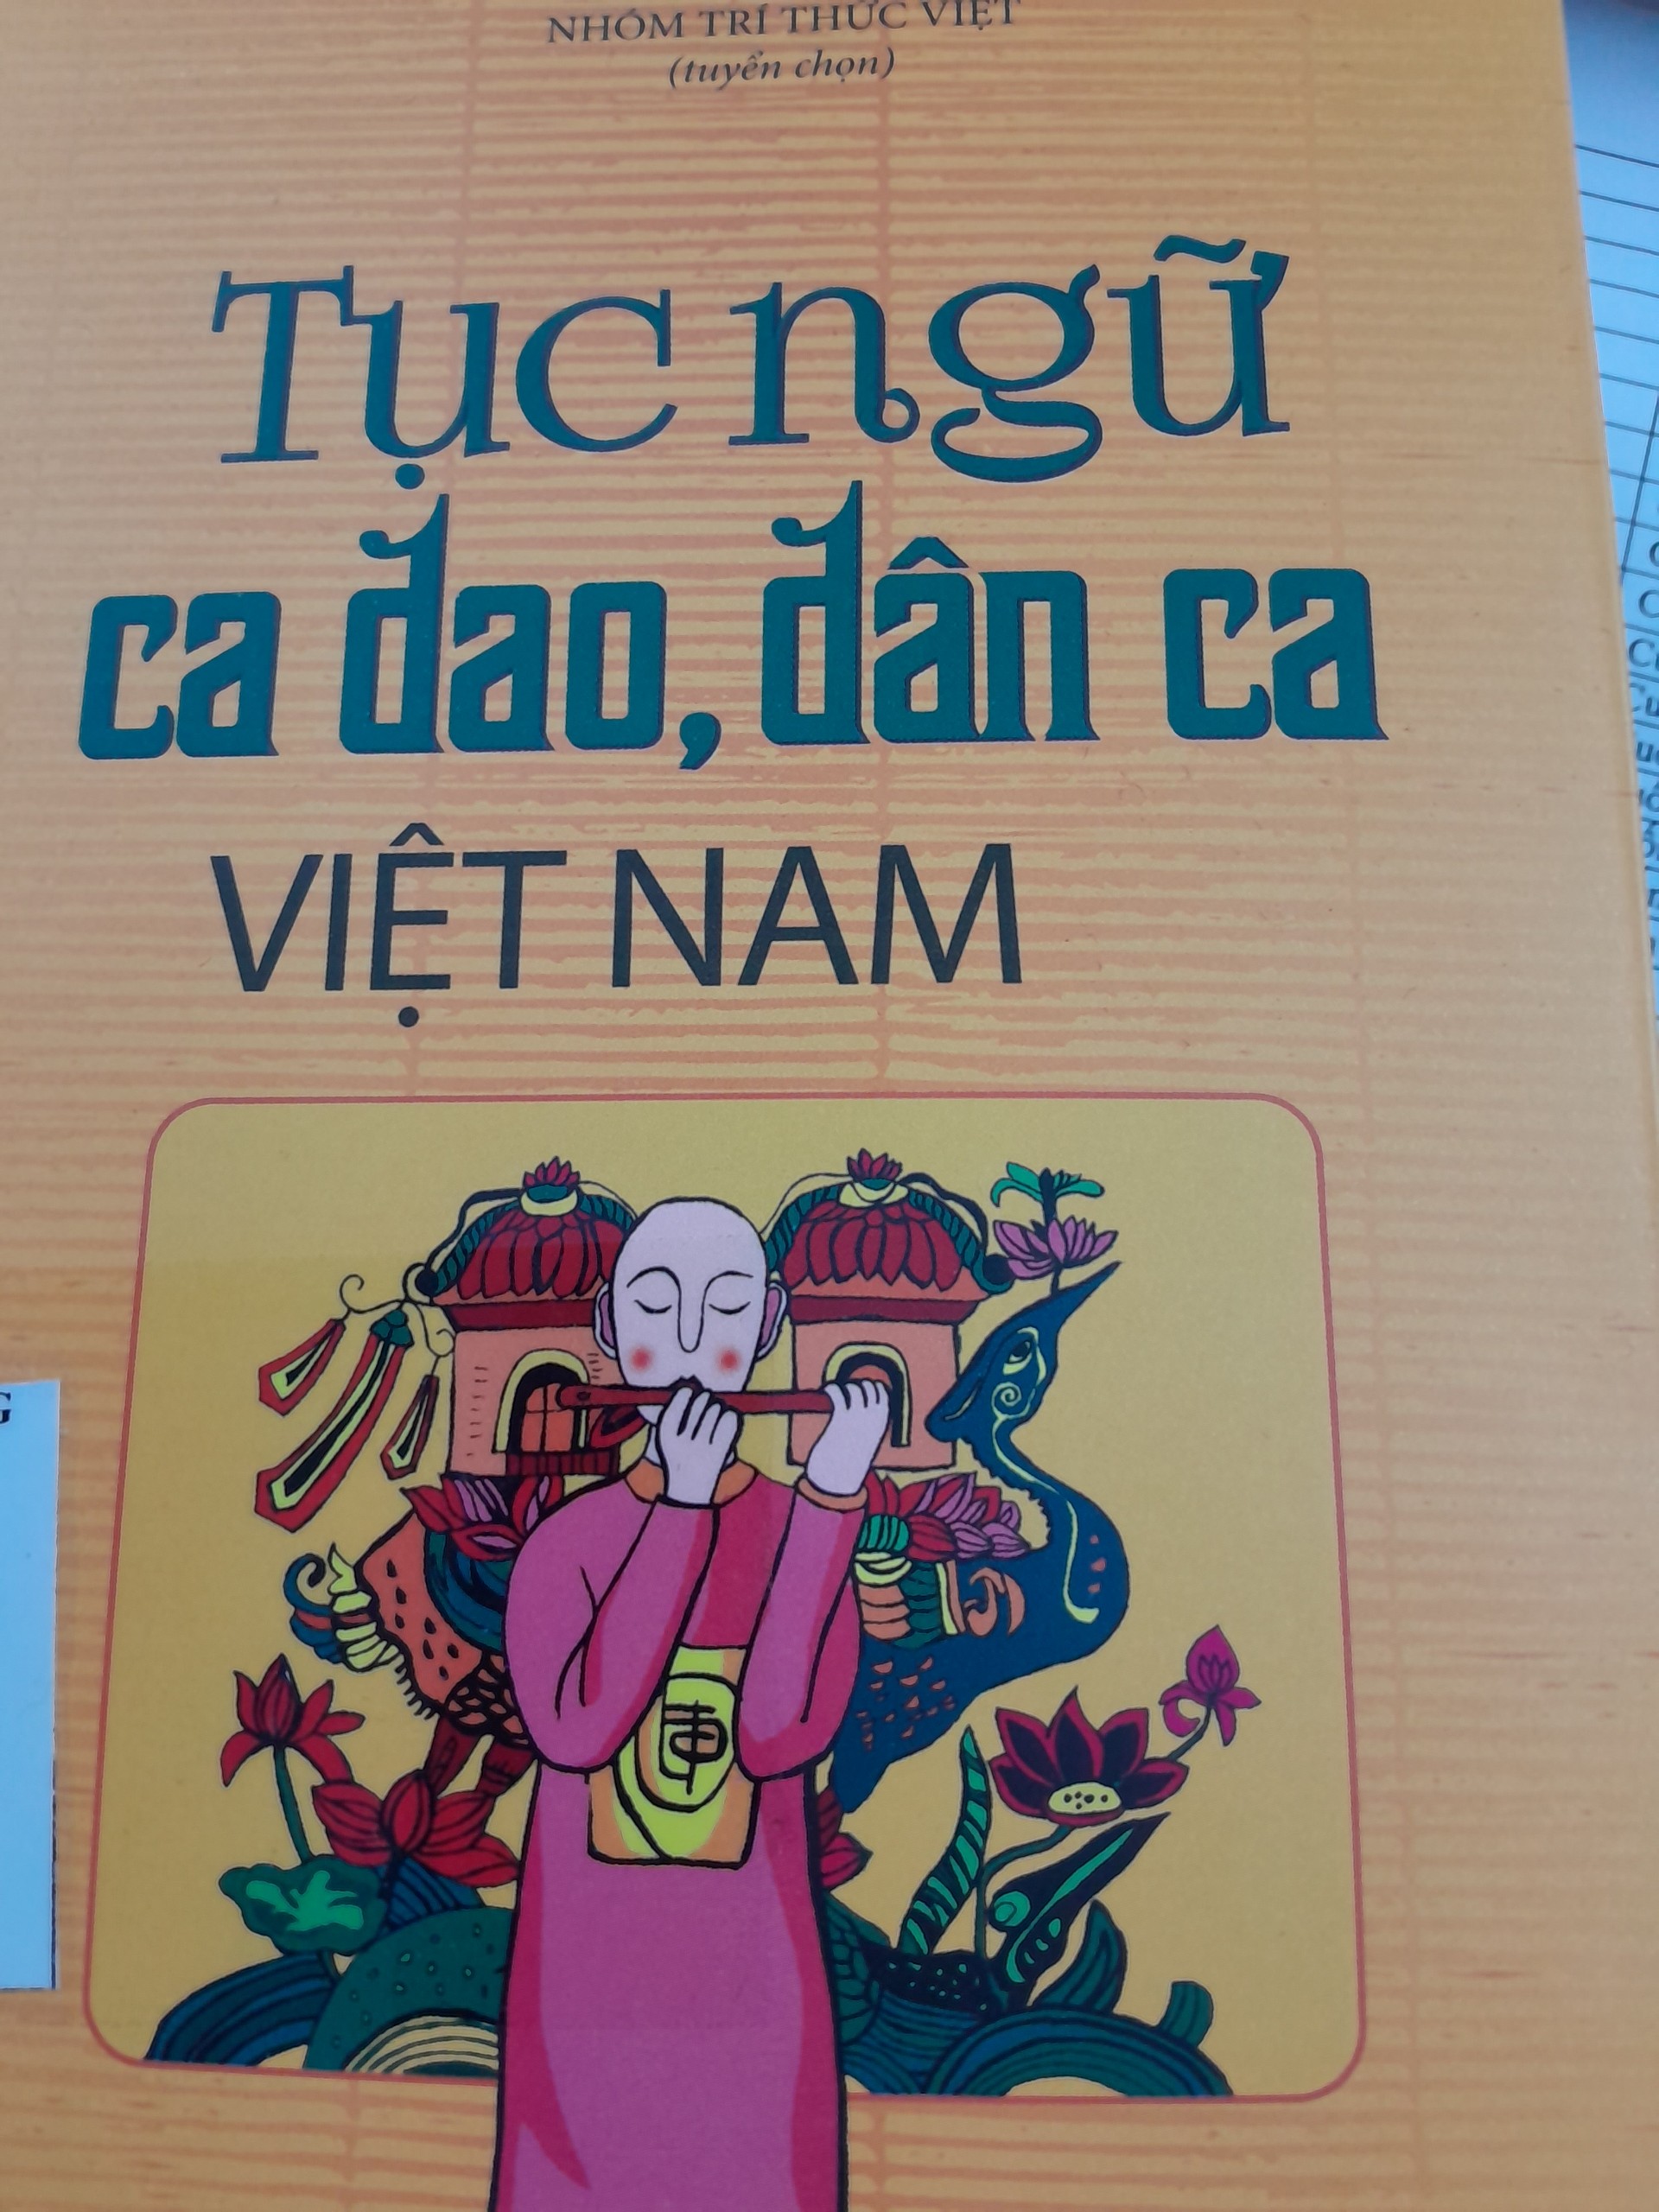 NHÓM TRÍ THỨC VIỆT
(tuyển chọn)
Tục ngữ
ca dao, dân ca
VIỆT NAM
G